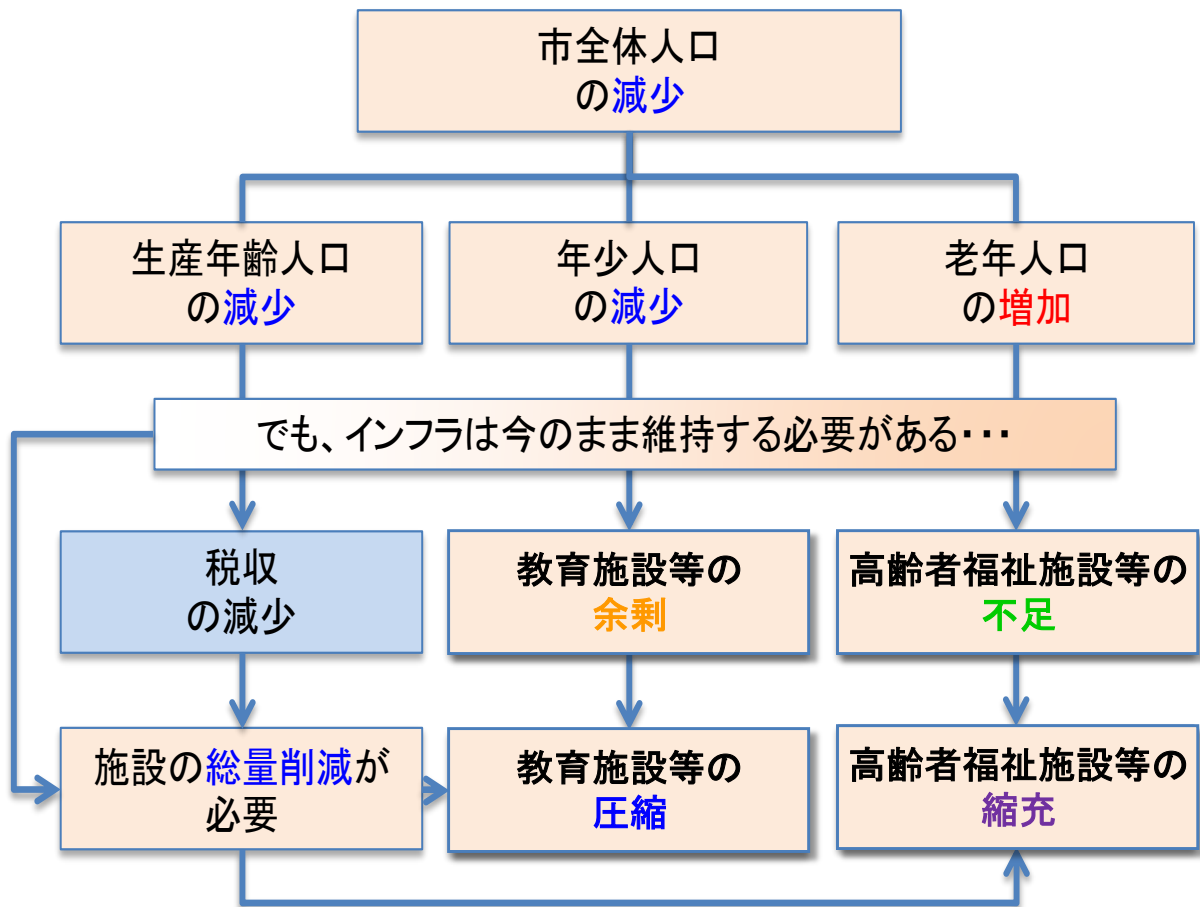 市全体人口
の減少
生産年齢人口
の減少
年少人口
の減少
老年人口
の増加
でも、インフラは今のまま維持する必要がある・・・
税収
の減少
教育施設等の
余剰
高齢者福祉施設等の
不足
施設の総量削減が
必要
教育施設等の
圧縮
高齢者福祉施設等の
縮充